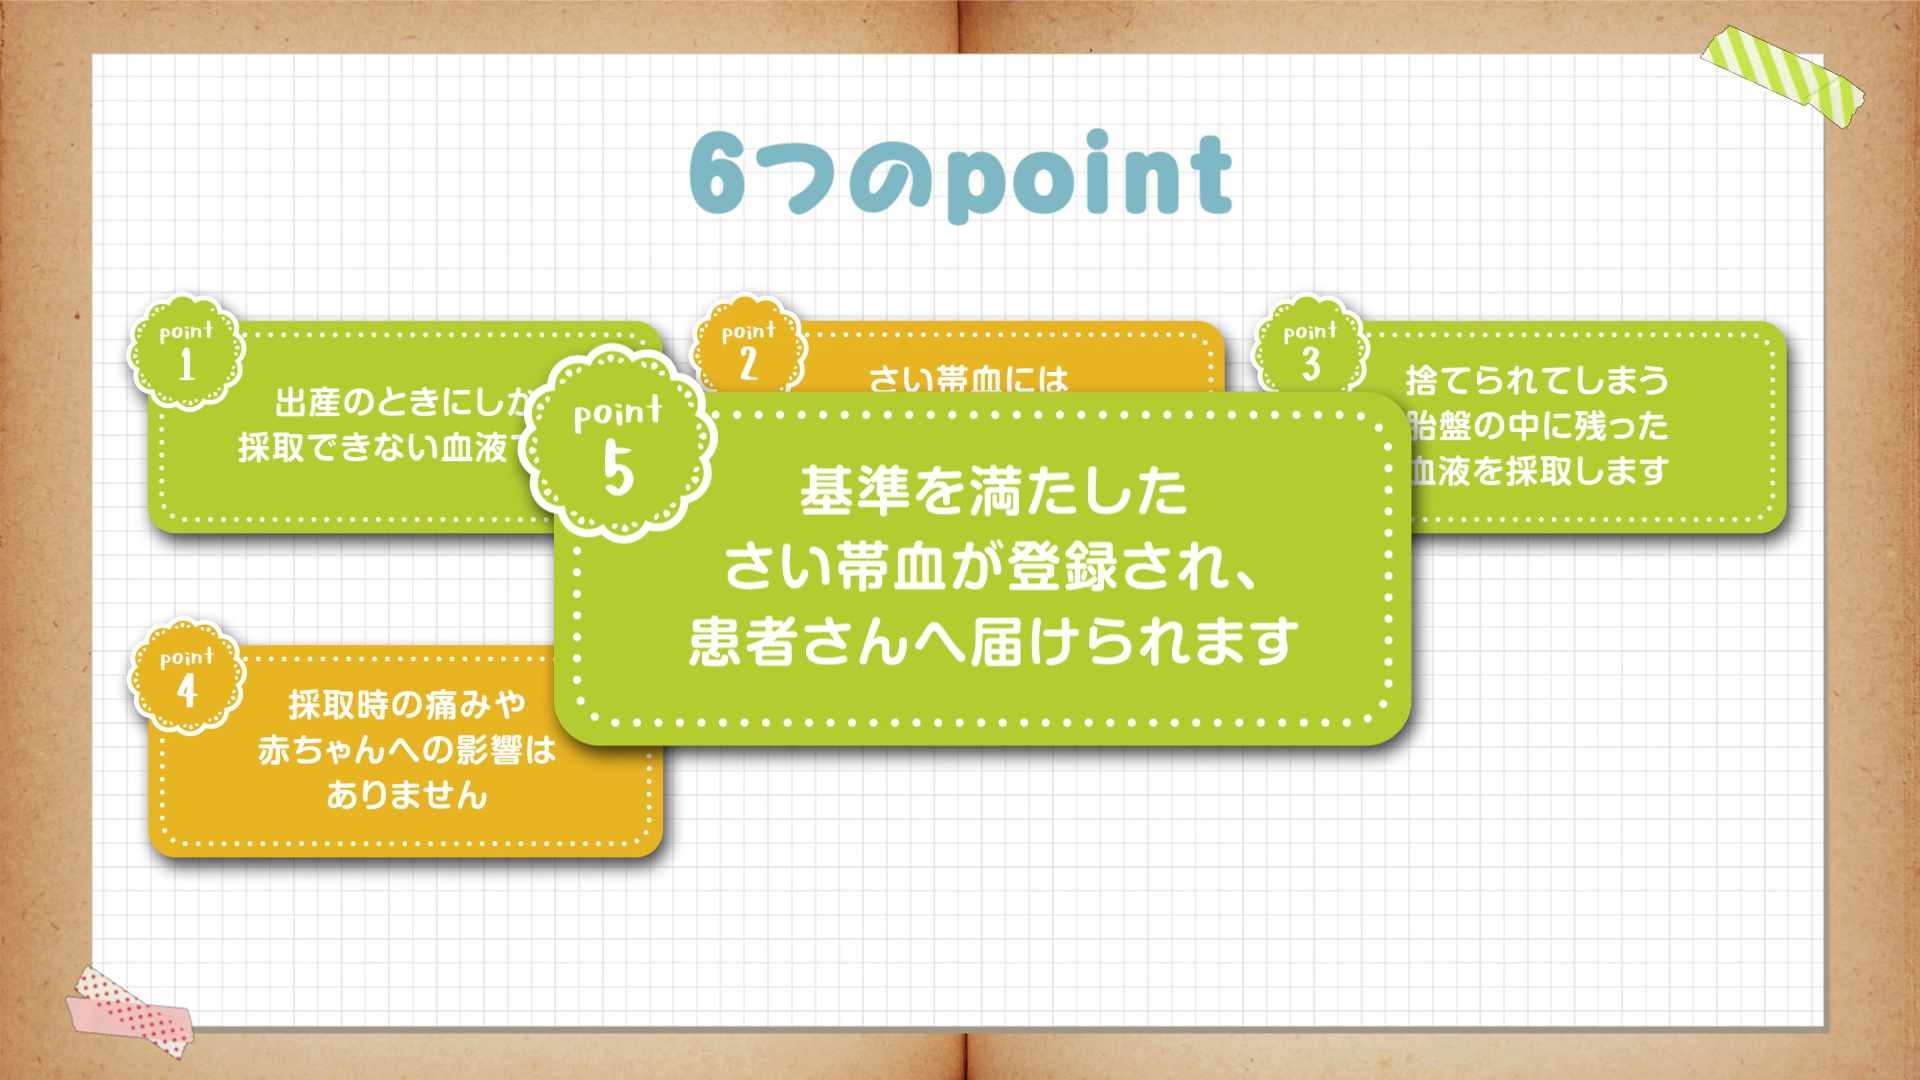 6つのpoint
point
1
出産のときにしか
採取できない血液
point
2
さい帯血には
point
3
捨てられてしまう
胎盤の中に残った
血液を採取します
point
4
採取時の痛みや
赤ちゃんへの影響は
ありません
point
5
基準を満たした
さい帯血が登録され、
患者さんへ届けられます